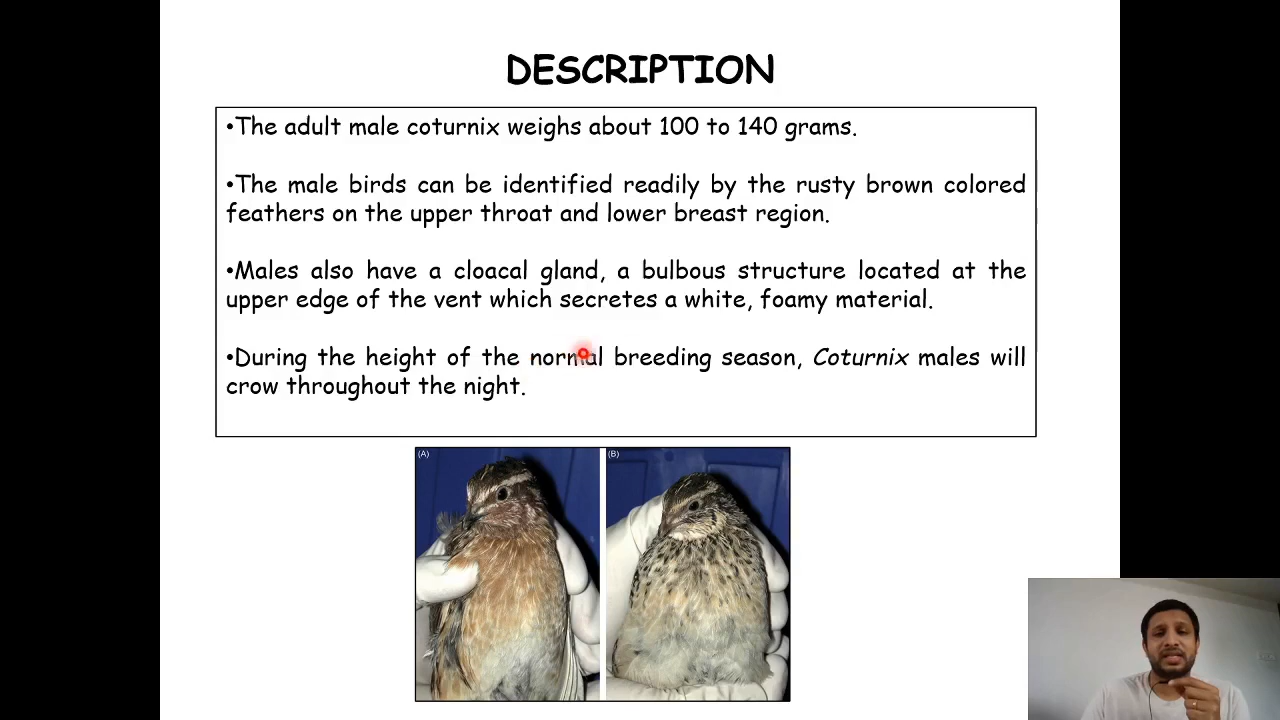 DESCRIPTION
•The adult male coturnix weighs about 100 to 140 grams.
•The male birds can be identified readily by the rusty brown colored
feathers on the upper throat and lower breast region.
•Males also have a cloacal gland, a bulbous structure located at the
upper edge of the vent which secretes a white, foamy material.
•During the height of the normal breeding season, Coturnix males will
crow throughout the night.
(A)
(B)